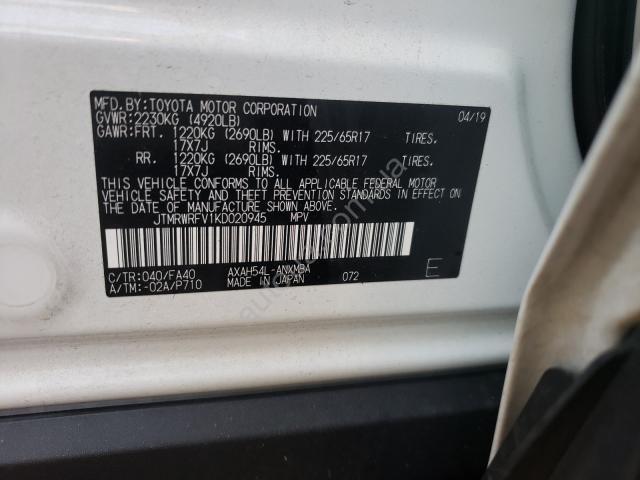 MFD.BY:TOYOTA MOTOR CORPORATION 04/19
GVWR:2230KG (4920LB)
GAWR:FRT. 1220KG (2690LB) WITH 225/65R17 TIRES.
17X7J RIMS.
RR. 1220KG (2690LB) WITH 225/65R17 TIRES.
17X7J RIMS.
THIS VEHICLE CONFORMS TO ALL APPLICABLE FEDERAL MOTOR
VEHICLE SAFETY AND THEFT PREVENTION STANDARDS IN EFFECT
ON THE DATE OF MANUFACTURE SHOWN ABOVE.
JTMRWRFV1KD020945 MPV
C/TR:040/FA40 AXAH54L-ANXMBA
A/TM:-02A/P710 MADE IN JAPAN 072 E